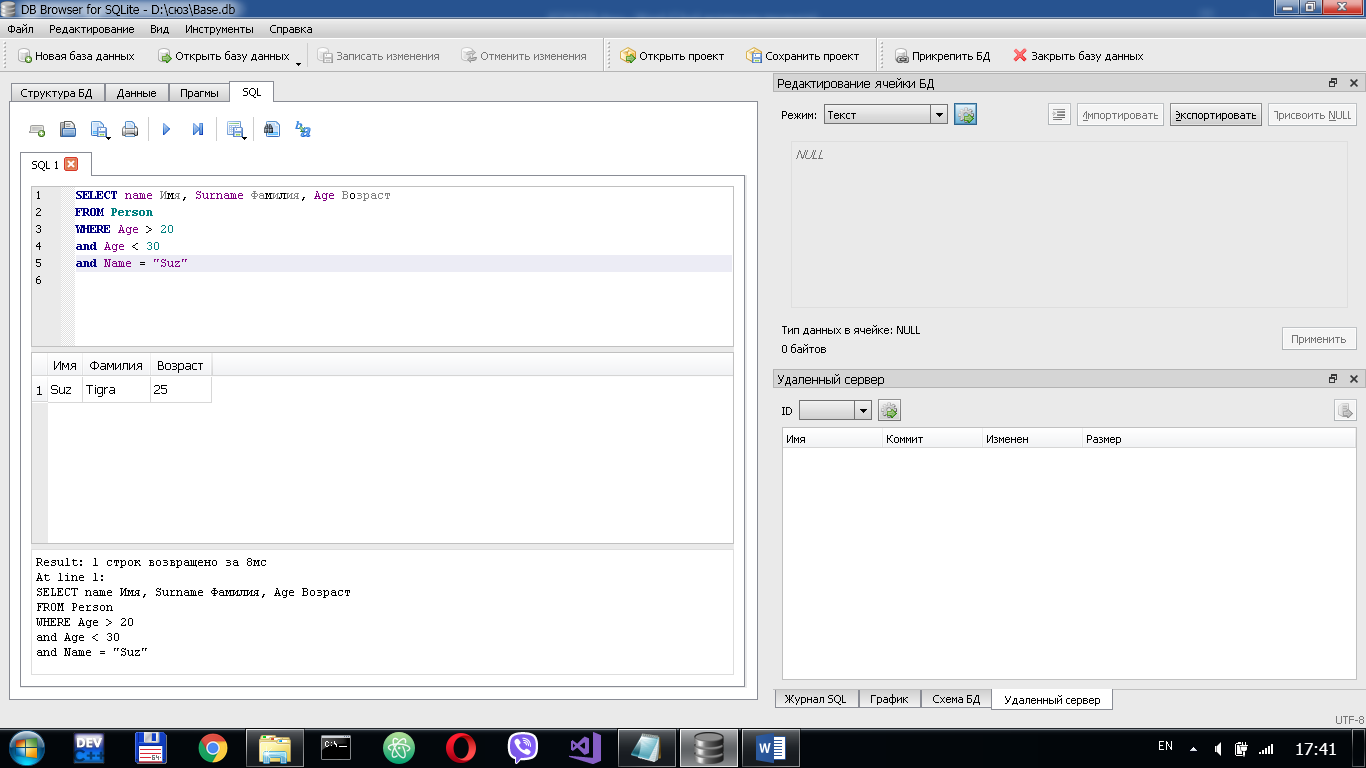 DB Browser for SQLite - D:\сюз\Base.db
Файл Редактирование Вид Инструменты Справка
Новая база данных Открыть базу данных Записать изменения Отменить изменения Открыть проект Сохранить проект Прикрепить БД Закрыть базу данных
Структура БД Данные Прагмы SQL
SQL 1
1 SELECT name Имя, Surname Фамилия, Age Возраст
2 FROM Person
3 WHERE Age > 20
4 and Age < 30
5 and Name = "Suz"
6
Имя Фамилия Возраст
1 Suz Tigra 25
Result: 1 строк возвращено за 8мс
At line 1:
SELECT name Имя, Surname Фамилия, Age Возраст
FROM Person
WHERE Age > 20
and Age < 30
and Name = "Suz"
Редактирование ячейки БД
Режим: Текст Импортировать Экспортировать Присвоить NULL
NULL
Тип данных в ячейке: NULL
0 байтов
Применить
Удаленный сервер
ID
Имя Коммит Изменен Размер
Журнал SQL График Схема БД Удаленный сервер
UTF-8
DEV
C++
64
C:\
W
EN
17:41